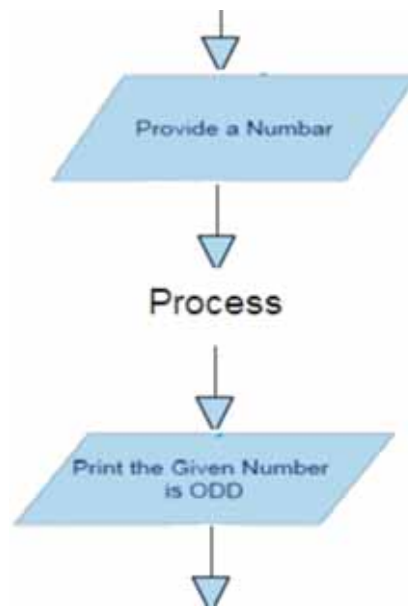 Provide a Numbar
Process
Print the Given Number
is ODD